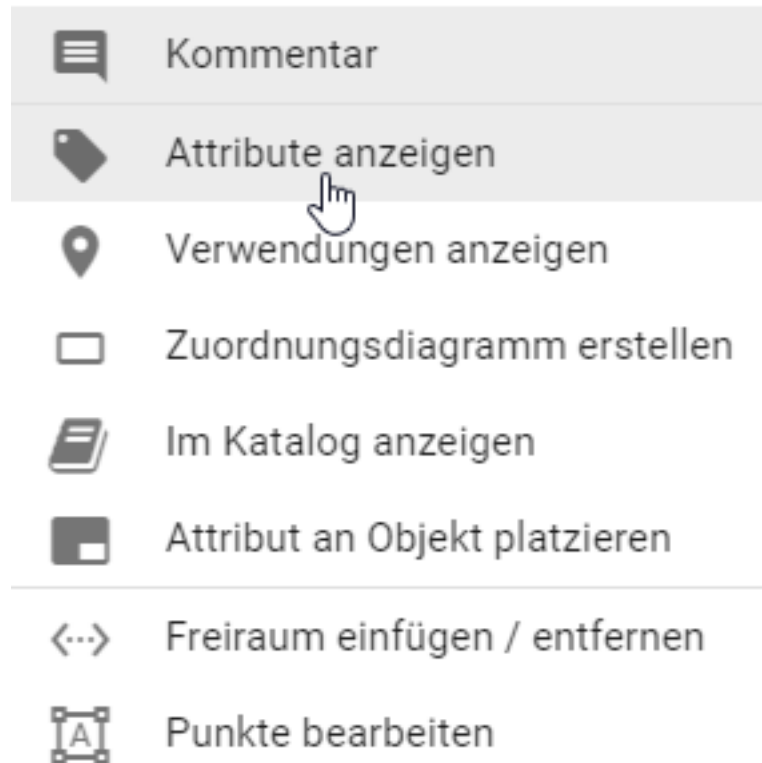 Kommentar
Attribute anzeigen
Verwendungen anzeigen
Zuordnungsdiagramm erstellen
Im Katalog anzeigen
Attribut an Objekt platzieren
Freiraum einfügen / entfernen
A Punkte bearbeiten